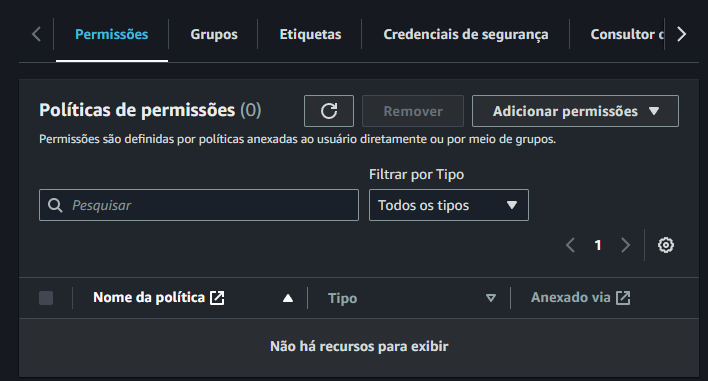 Permissões
Grupos
Etiquetas
Credenciais de segurança
Consultor
Políticas de permissões (0)
Remover
Adicionar permissões
Permissões são definidas por políticas anexadas ao usuário diretamente ou por meio de grupos.
Filtrar por Tipo
Pesquisar
Todos os tipos
1
Nome da política
Tipo
Anexado via
Não há recursos para exibir